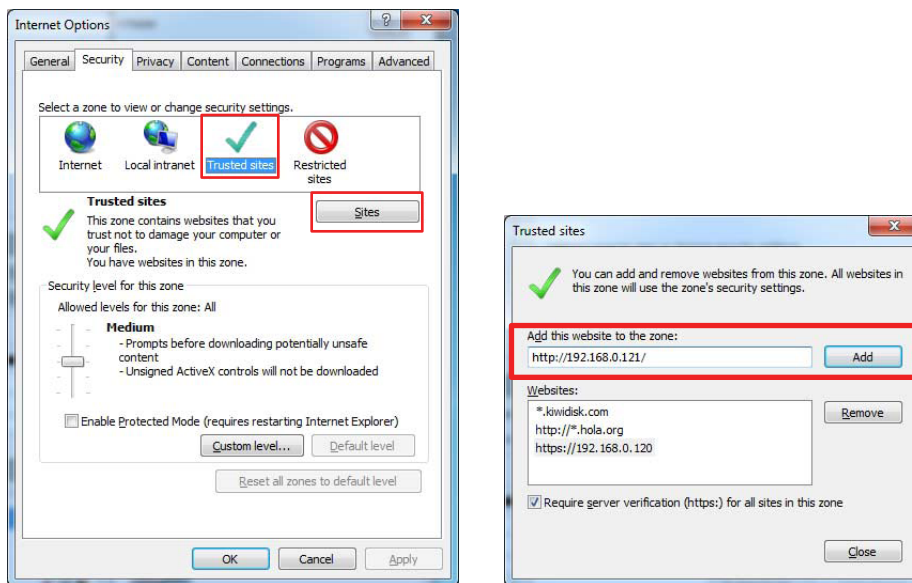 Internet Options
General Security Privacy Content Connections Programs Advanced
Select a zone to view or change security settings.
Internet Local intranet Trusted sites Restricted
sites
Trusted sites
Sites
This zone contains websites that you
trust not to damage your computer or
your files.
You have websites in this zone.
Security level for this zone
Allowed levels for this zone: All
Medium
- Prompts before downloading potentially unsafe
content
- Unsigned ActiveX controls will not be downloaded
Enable Protected Mode (requires restarting Internet Explorer)
Custom level... Default level
Reset all zones to default level
OK Cancel Apply
Trusted sites
You can add and remove websites from this zone. All websites in
this zone will use the zone's security settings.
Add this website to the zone:
http://192.168.0.121/ Add
Websites:
*.kiwidisk.com
http://*.hola.org
https://192.168.0.120
Remove
Require server verification (https:) for all sites in this zone
Close